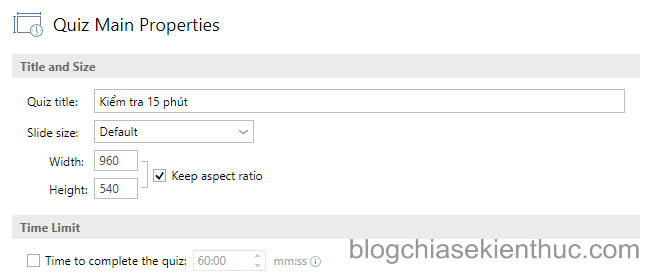 Quiz Main Properties
Title and Size
Quiz title: Kiểm tra 15 phút
Slide size: Default
Width: 960
Keep aspect ratio
Height: 540
Time Limit
Time to complete the quiz: 60:00 mm:ss
blogchiasekienthuc.com